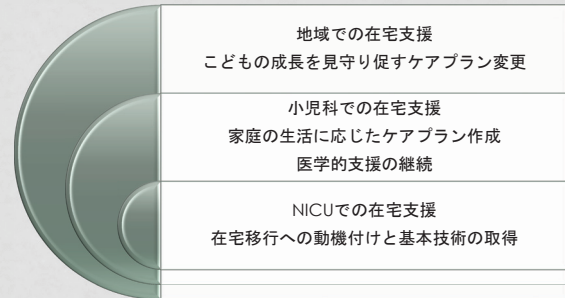 地域での在宅支援
こどもの成長を見守り促すケアプラン変更
小児科での在宅支援
家庭の生活に応じたケアプラン作成
医学的支援の継続
NICUでの在宅支援
在宅移行への動機付けと基本技術の取得